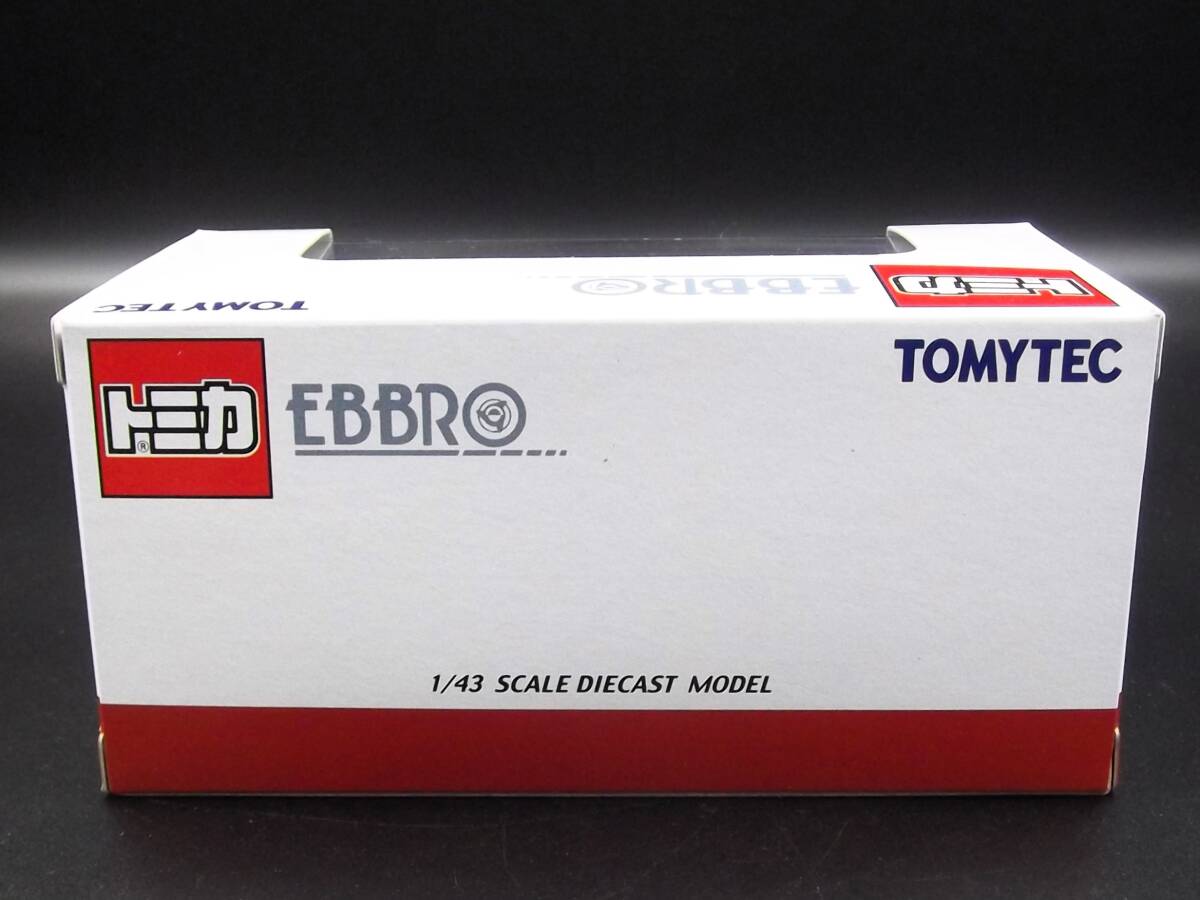 TOMYTEC
EBBRO
トミカ
トミカ®
EBBRO
TOMYTEC
1/43 SCALE DIECAST MODEL